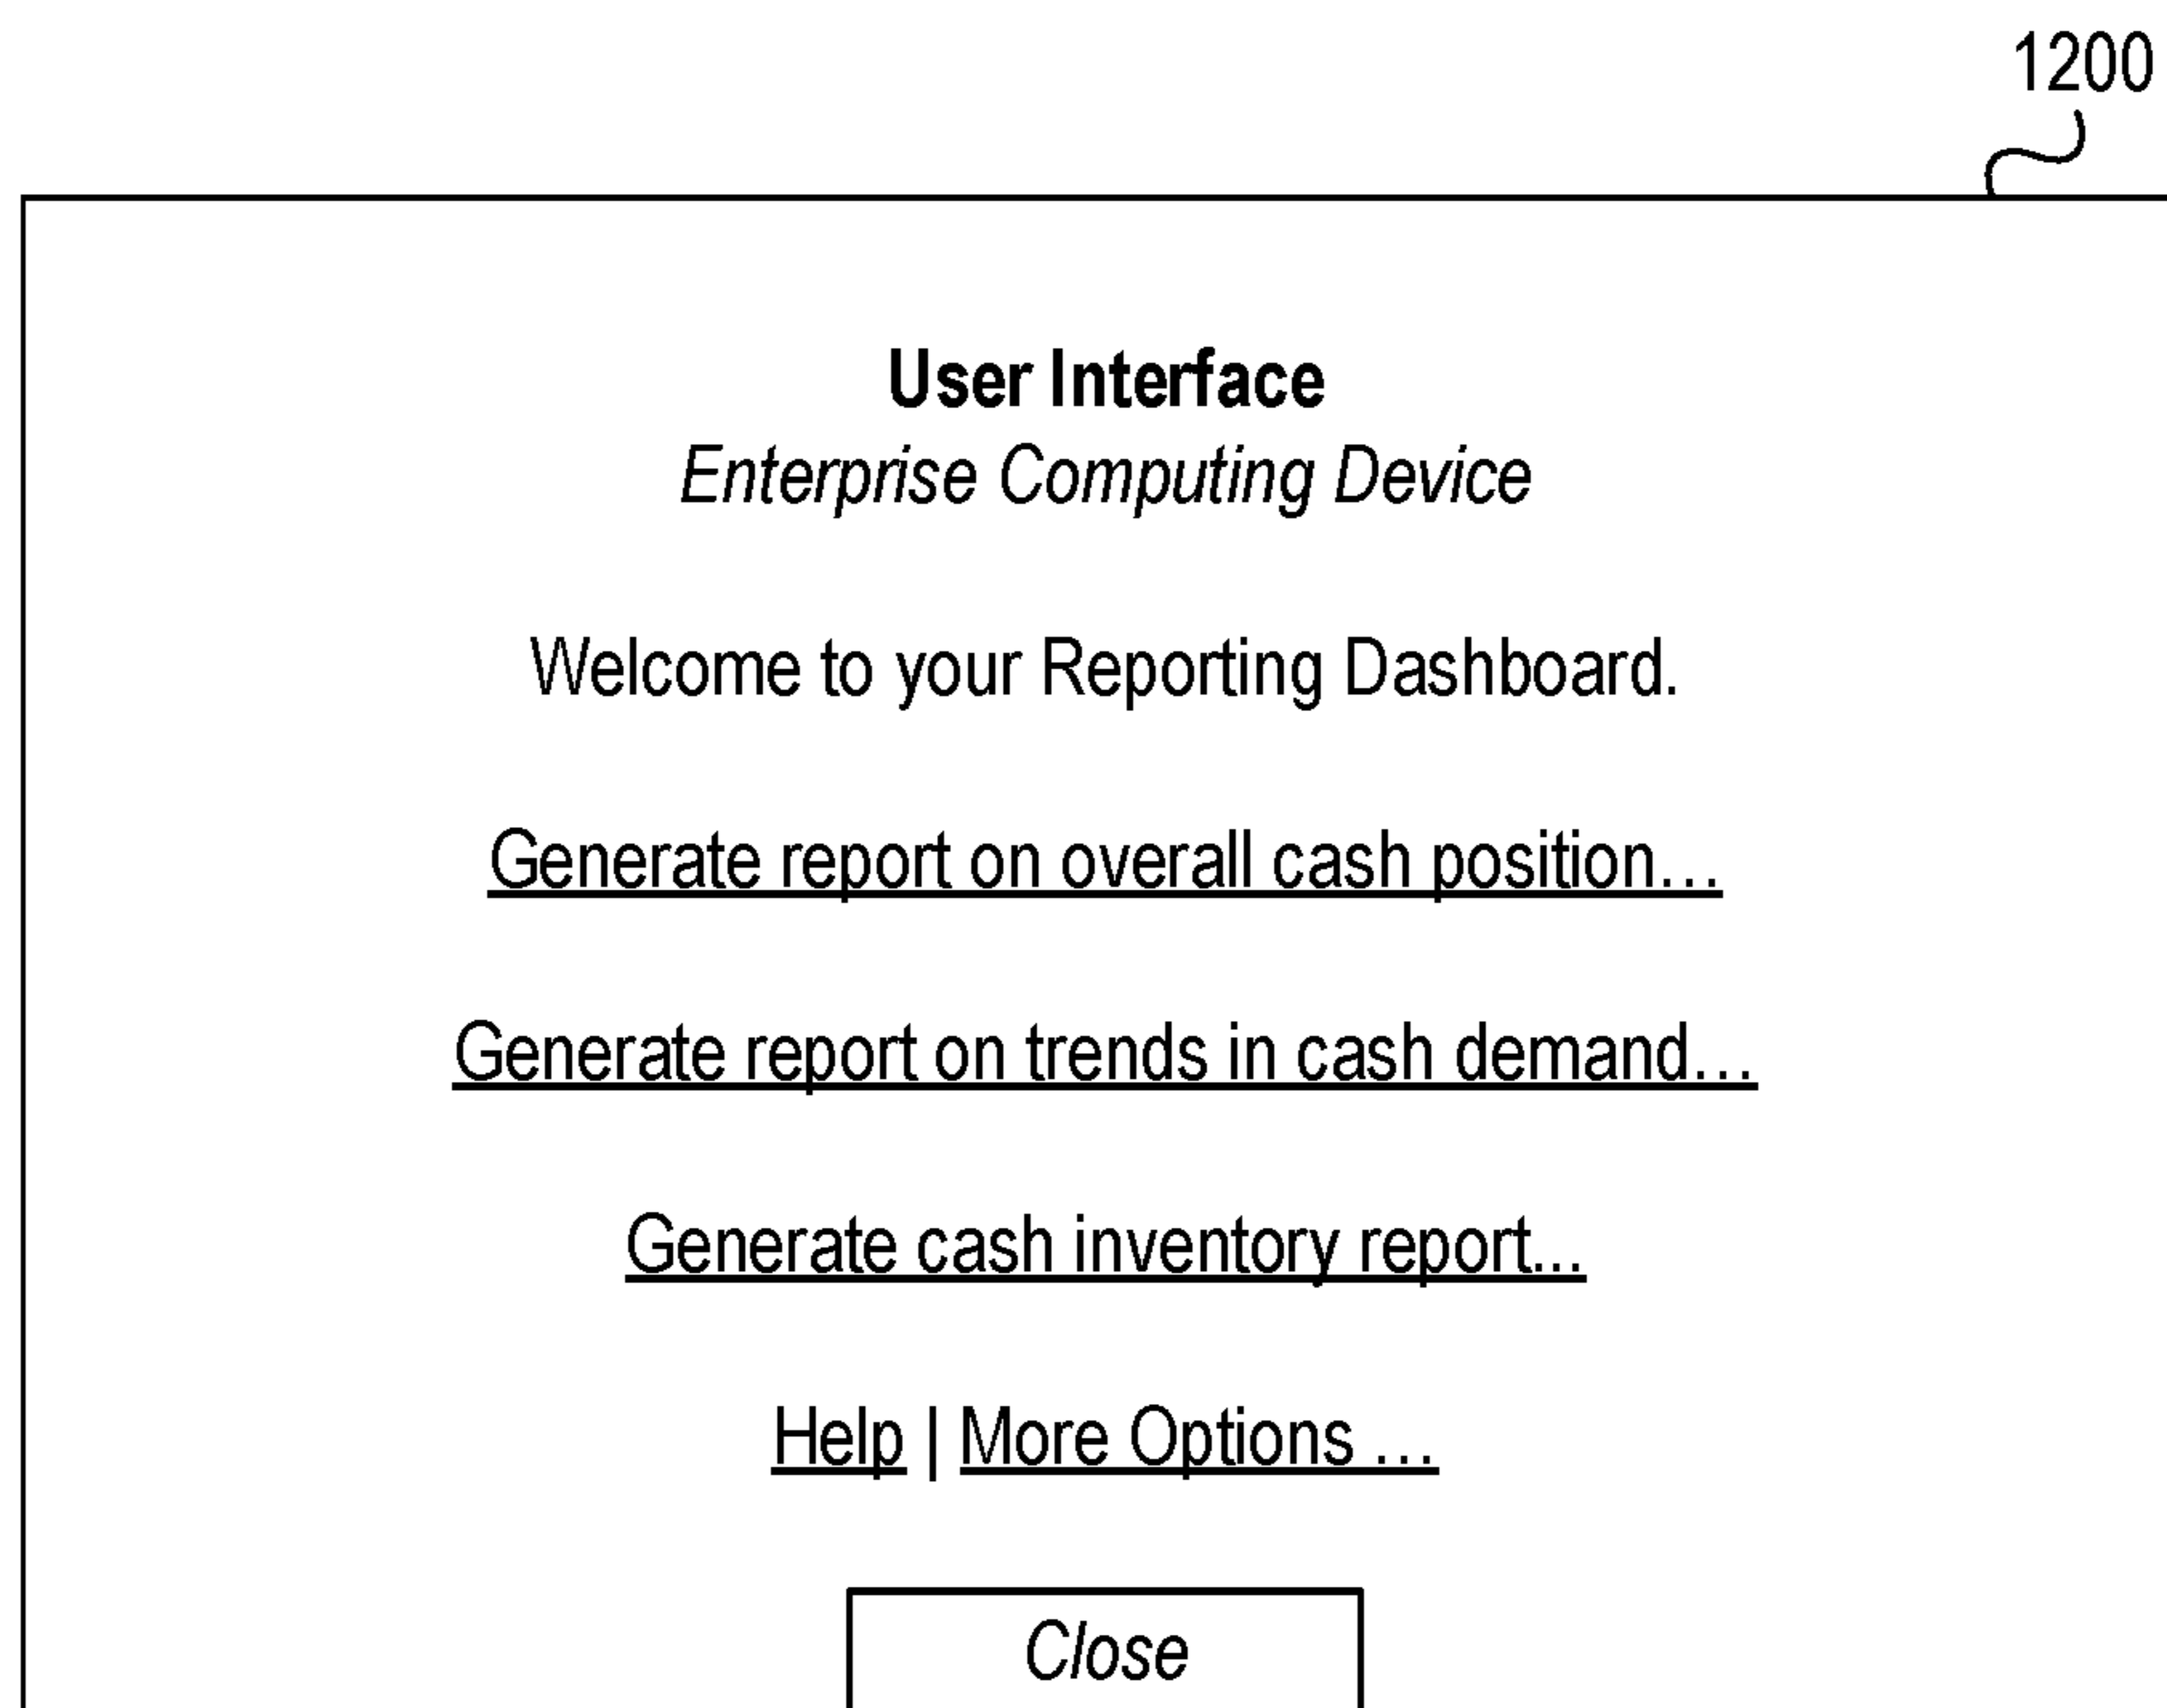 1200
User Interface
Enterprise Computing Device
Welcome to your Reporting Dashboard.
Generate report on overall cash position...
Generate report on trends in cash demand...
Generate cash inventory report...
Help | More Options ...
Close